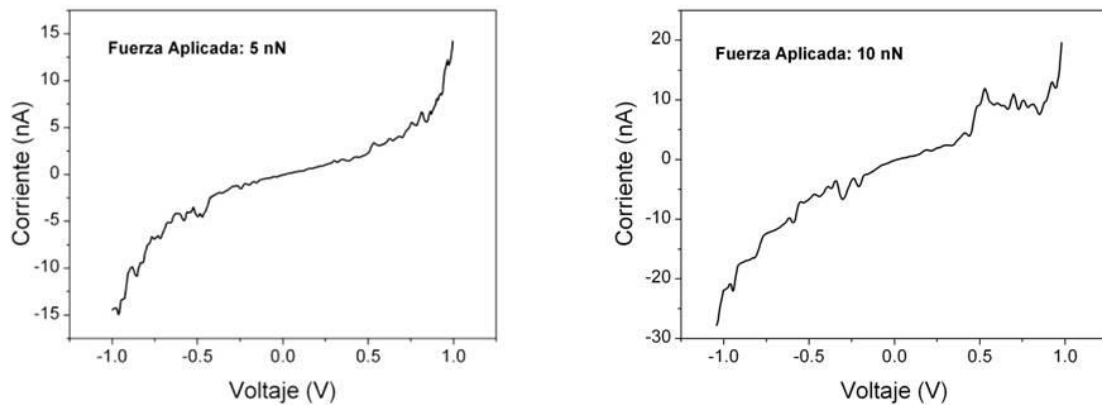 Fuerza Aplicada: 5 nN
15
10
5
0
-5
-10
-15
Corriente (nA)
-1.0 -0.5 0.0 0.5 1.0
Voltaje (V)
Fuerza Aplicada: 10 nN
20
10
0
-10
-20
-30
Corriente (nA)
-1.0 -0.5 0.0 0.5 1.0
Voltaje (V)